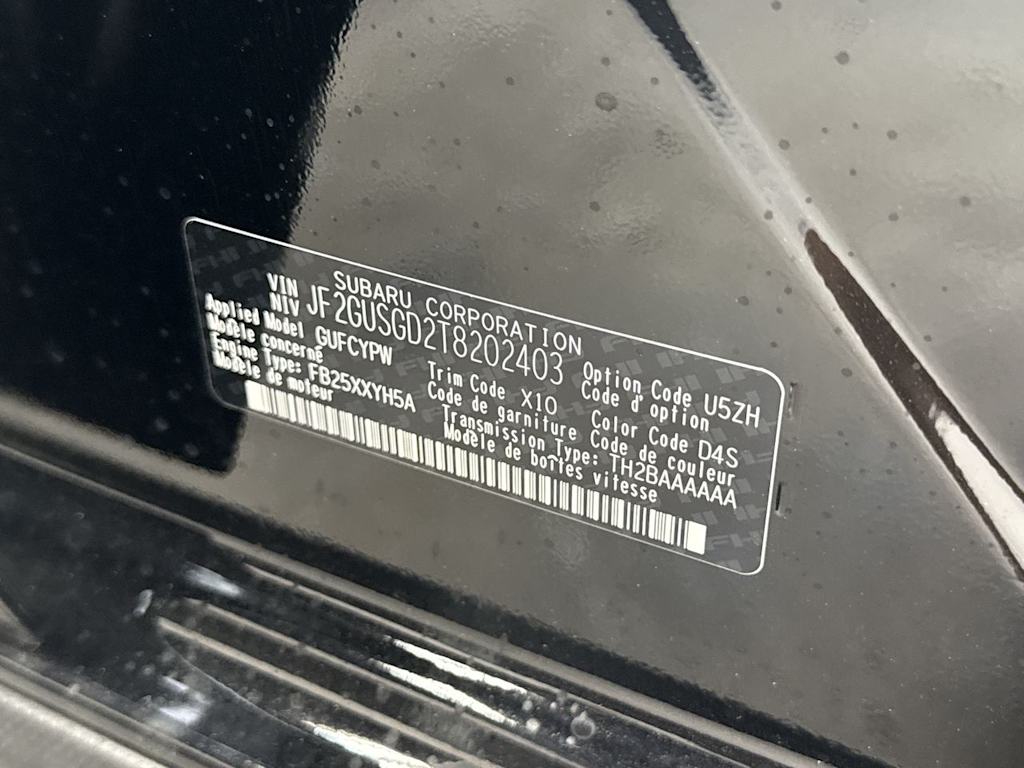 SUBARU CORPORATION
VIN
NIV JF2GUSGD2T8202403
Applied Model GUFCYPW
Modèle concerné
Engine Type: FB25XXYH5A
Modèle de moteur
Trim Code X10
Code de garniture
Option Code U5ZH
Code d'option
Color Code D4S
Code de couleur
Transmission Type: TH2BAAAAAA
Modèle de boîtes vitesse